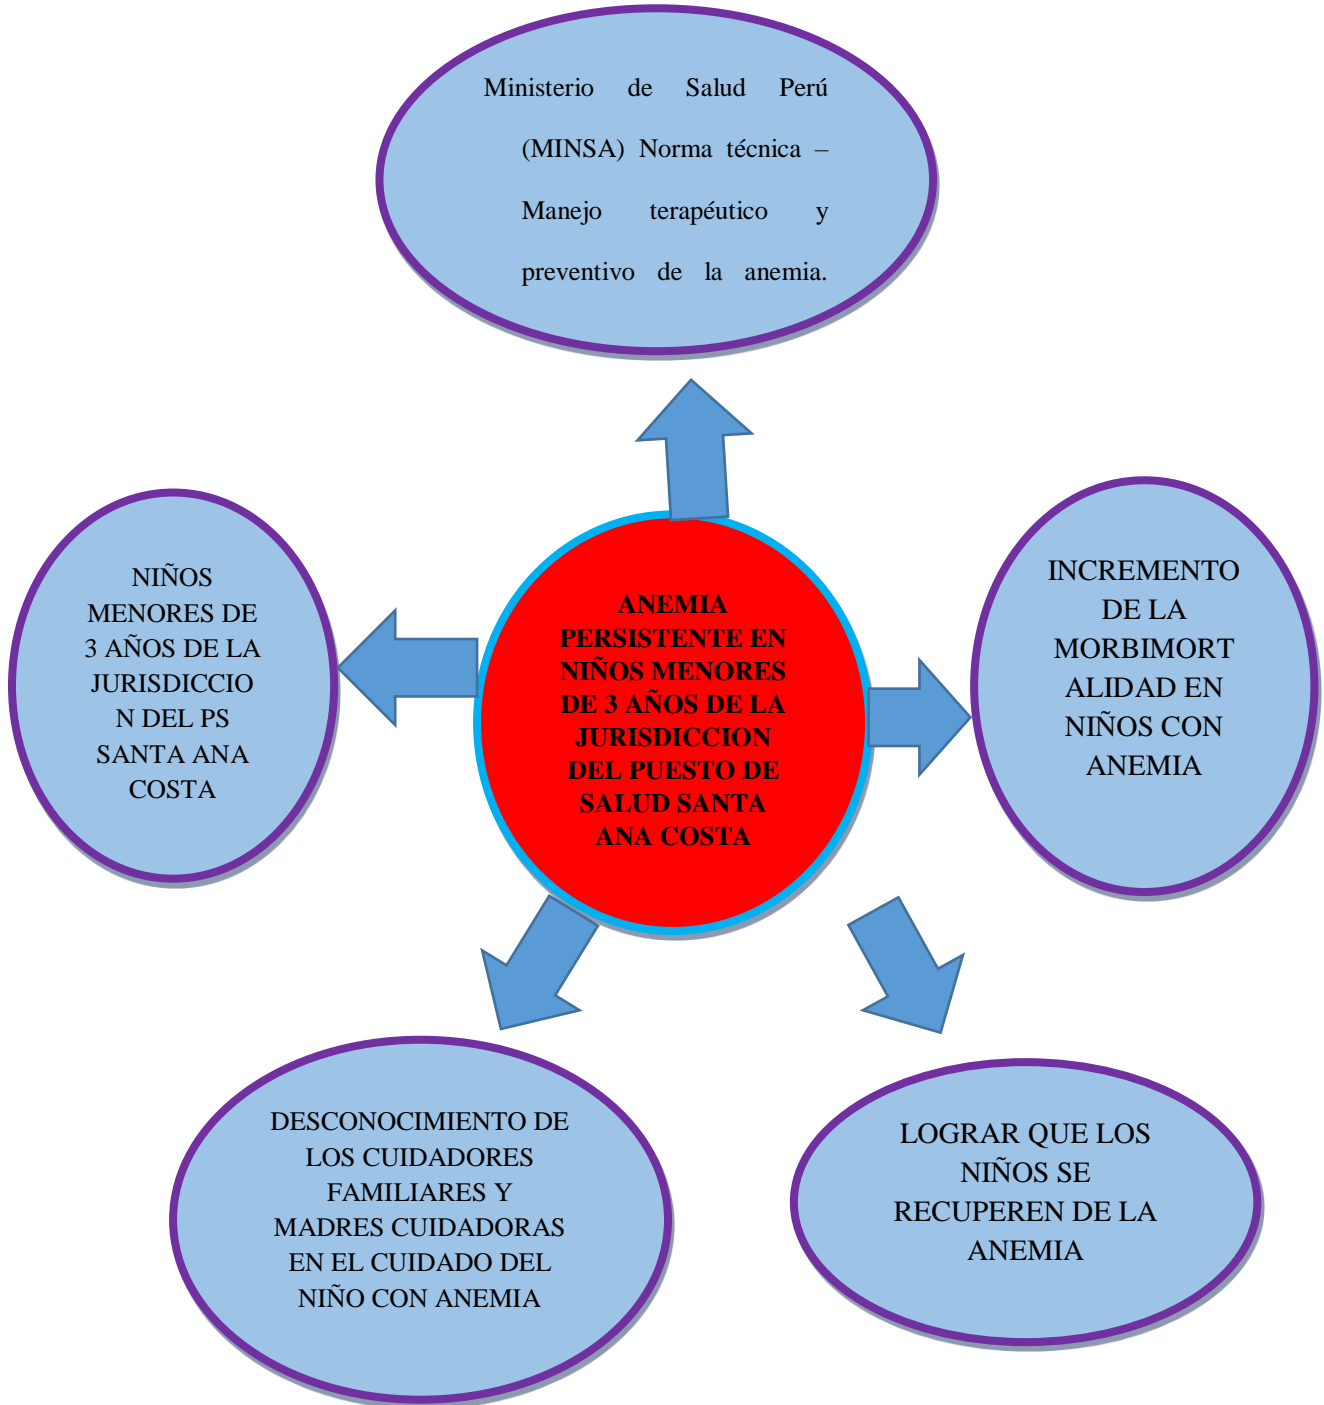 Ministerio de Salud Perú
(MINSA) Norma técnica –
Manejo terapéutico y
preventivo de la anemia.
NIÑOS
MENORES DE
3 AÑOS DE LA
JURISDICCIO
N DEL PS
SANTA ANA
COSTA
ANEMIA
PERSISTENTE EN
NIÑOS MENORES
DE 3 AÑOS DE LA
JURISDICCION
DEL PUESTO DE
SALUD SANTA
ANA COSTA
INCREMENTO
DE LA
MORBIMORT
ALIDAD EN
NIÑOS CON
ANEMIA
DESCONOCIMIENTO DE
LOS CUIDADORES
FAMILIARES Y
MADRES CUIDADORAS
EN EL CUIDADO DEL
NIÑO CON ANEMIA
LOGRAR QUE LOS
NIÑOS SE
RECUPEREN DE LA
ANEMIA